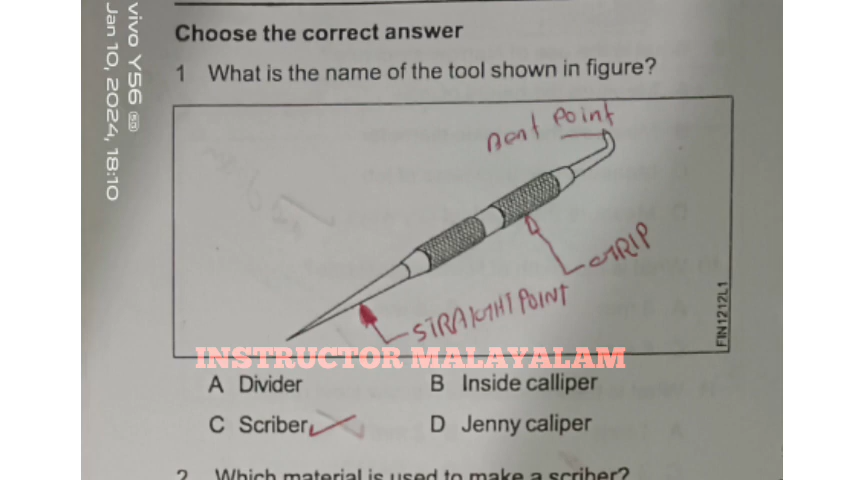 vivo Y56 5G
Jan 10, 2024, 18:10
Choose the correct answer
1 What is the name of the tool shown in figure?
Bent Point
GRIP
STRAIGHT POINT
FIN1212L1
INSTRUCTOR MALAYALAM
A Divider
B Inside calliper
C Scriber
D Jenny caliper
2 Which material is used to make a scriber?